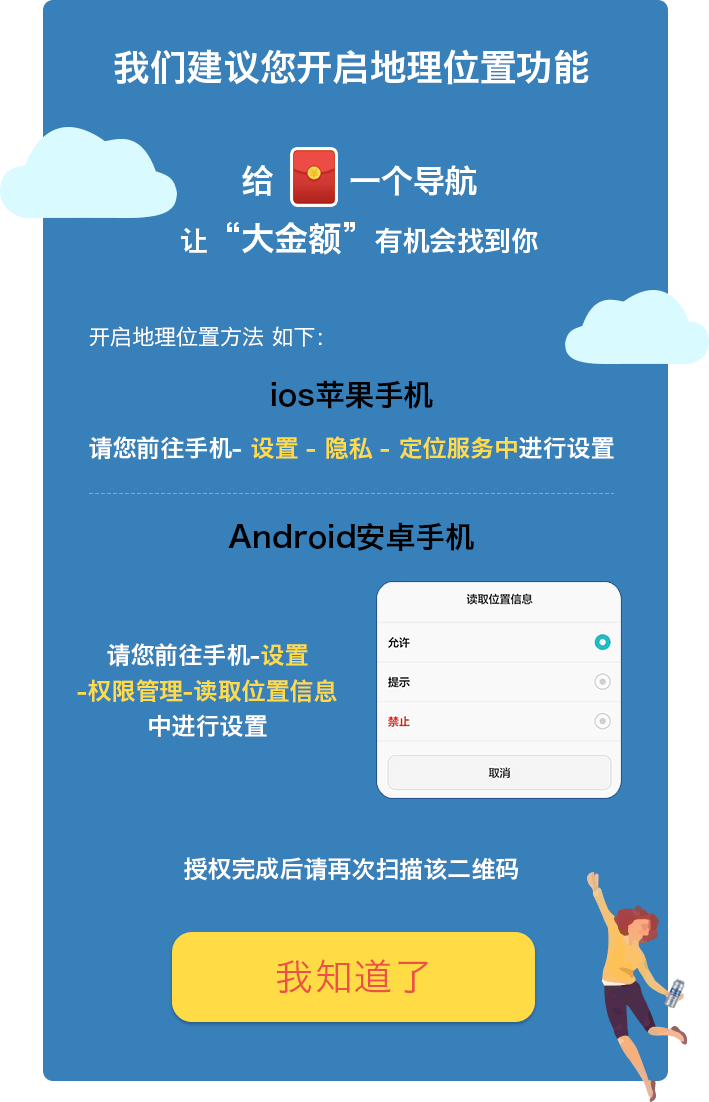 我们建议您开启地理位置功能
给 一个导航
让“大金额”有机会找到你
开启地理位置方法 如下：
ios苹果手机
请您前往手机- 设置 - 隐私 - 定位服务中进行设置
Android安卓手机
请您前往手机-设置
-权限管理-读取位置信息
中进行设置
读取位置信息
允许
提示
禁止
取消
授权完成后请再次扫描该二维码
我知道了